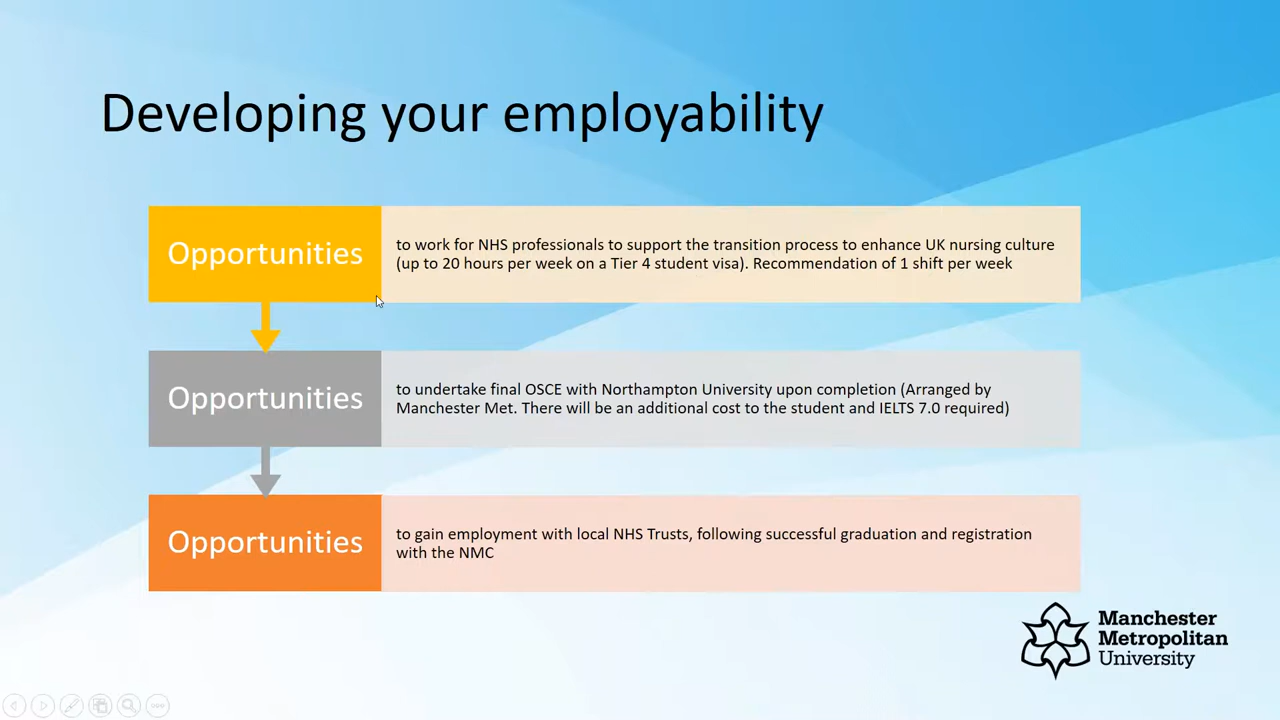 Developing your employability
Opportunities
to work for NHS professionals to support the transition process to enhance UK nursing culture
(up to 20 hours per week on a Tier 4 student visa). Recommendation of 1 shift per week
Opportunities
to undertake final OSCE with Northampton University upon completion (Arranged by
Manchester Met. There will be an additional cost to the student and IELTS 7.0 required)
Opportunities
to gain employment with local NHS Trusts, following successful graduation and registration
with the NMC
Manchester
Metropolitan
University